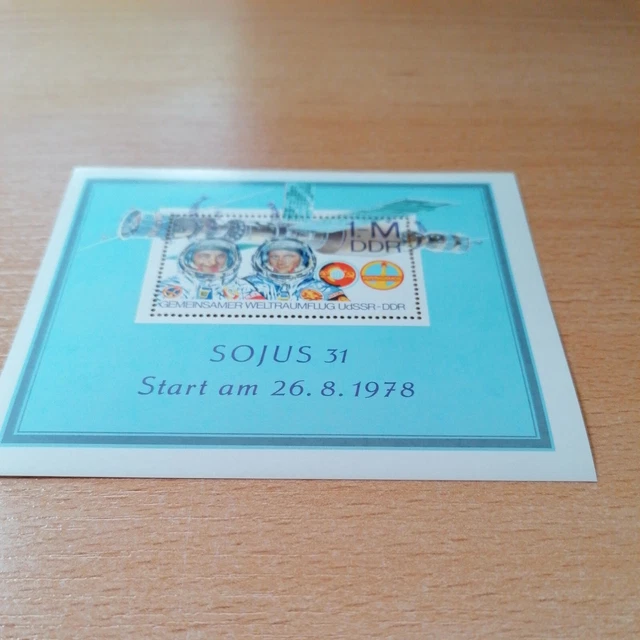 1 M
DDR
GEMEINSAMER WELTRAUMFLUG UdSSR-DDR
SOJUS 31
Start am 26.8.1978